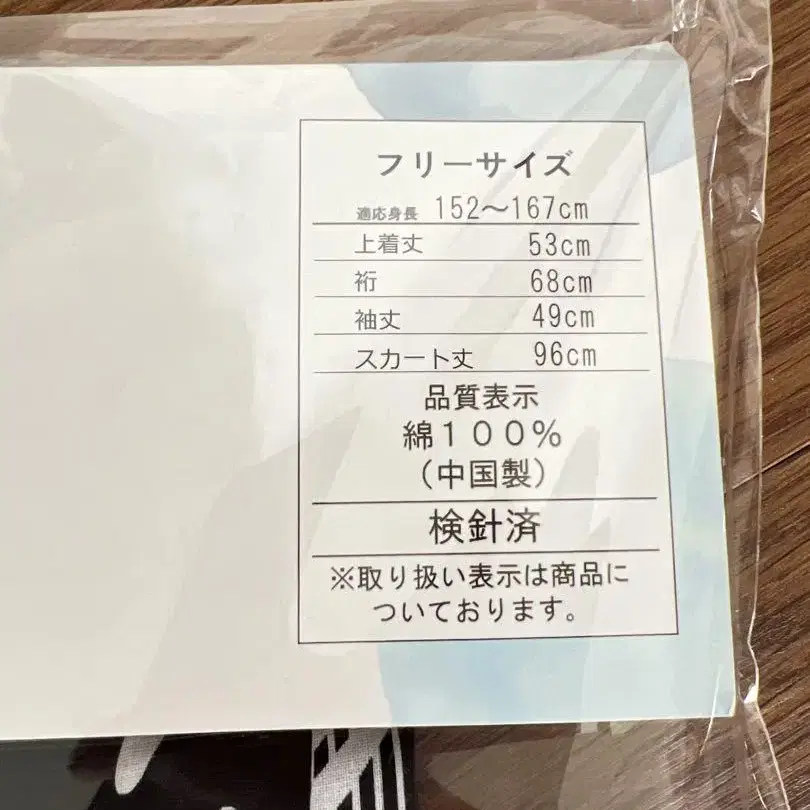 フリーサイズ
適応身長 152〜167cm
上着丈 53cm
裄 68cm
袖丈 49cm
スカート丈 96cm
品質表示
綿１００％
（中国製）
検針済
※取り扱い表示は商品に
ついております。